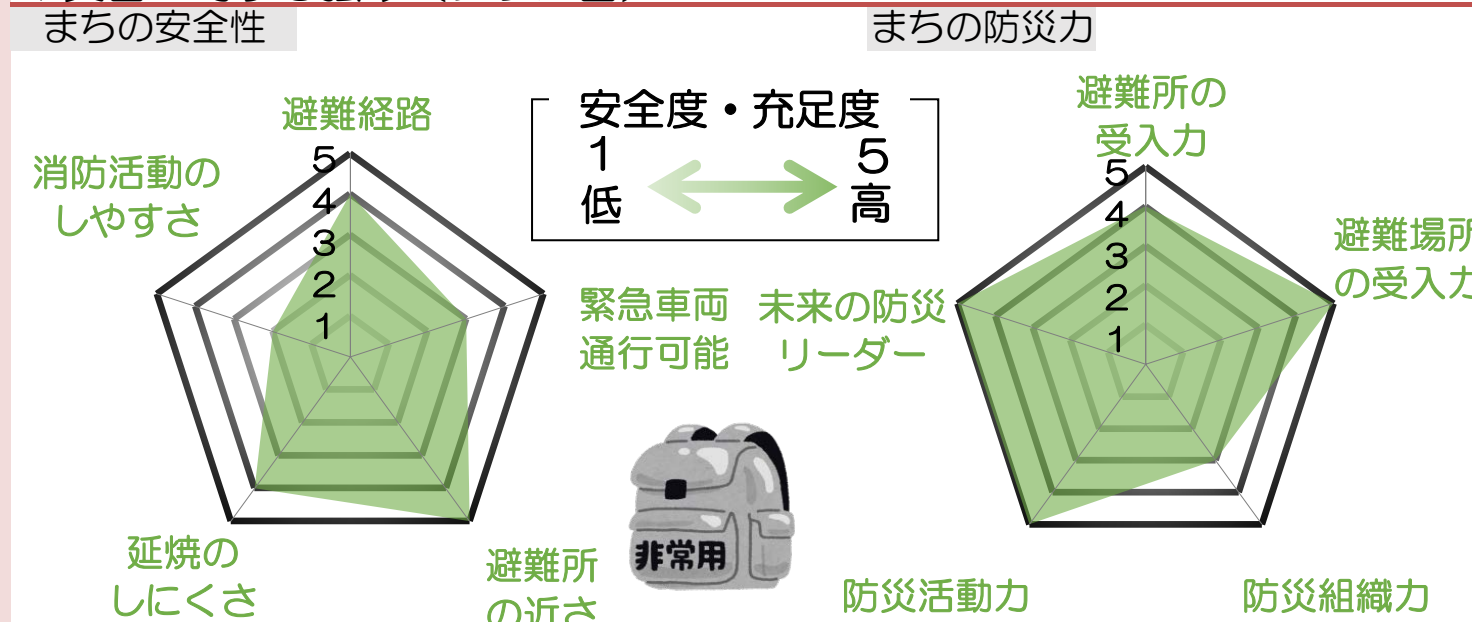 まちの安全性
避難経路
5
4
3
2
1
消防活動の
しやすさ
緊急車両
通行可能
延焼の
しにくさ
避難所
の近さ
安全度・充足度
1
5
低
高
非常用
まちの防災力
避難所の
受入力
5
4
3
2
1
避難場所
の受入力
未来の防災
リーダー
防災活動力
防災組織力